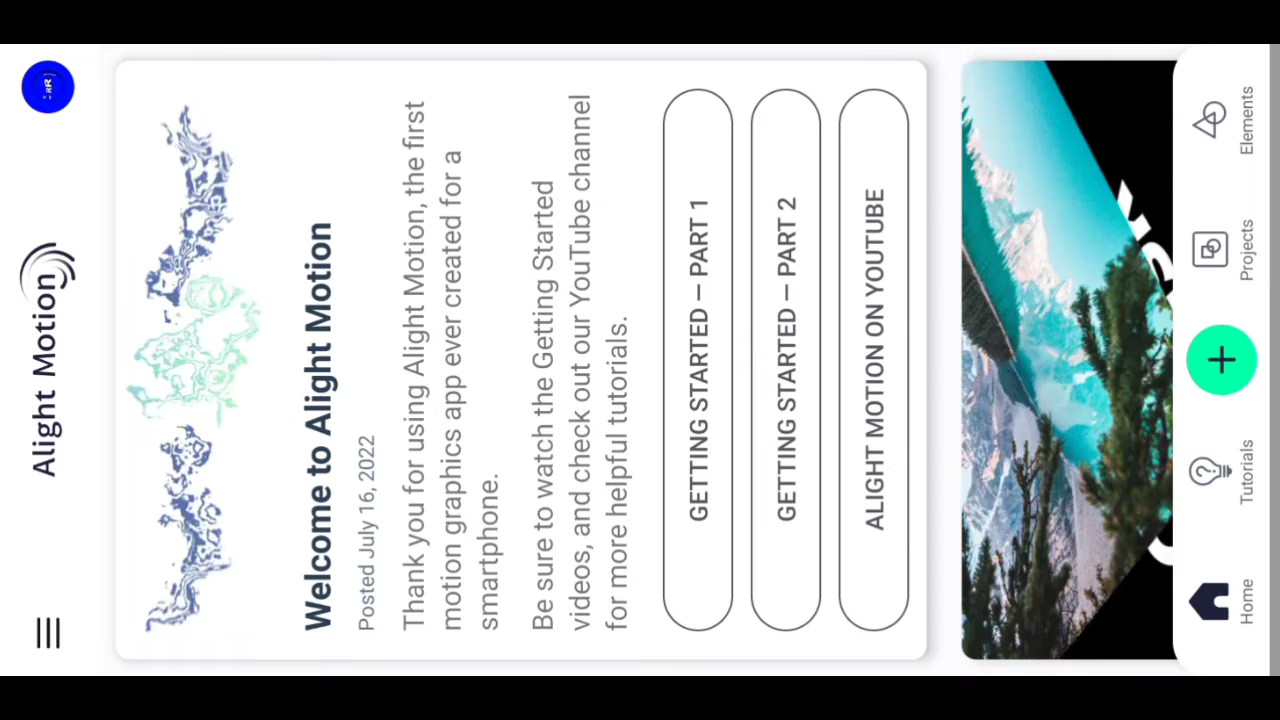 Alight Motion
Welcome to Alight Motion
Posted July 16, 2022
Thank you for using Alight Motion, the first
motion graphics app ever created for a
smartphone.
Be sure to watch the Getting Started
videos, and check out our YouTube channel
for more helpful tutorials.
GETTING STARTED – PART 1
GETTING STARTED – PART 2
ALIGHT MOTION ON YOUTUBE
Home
Tutorials
Projects
Elements